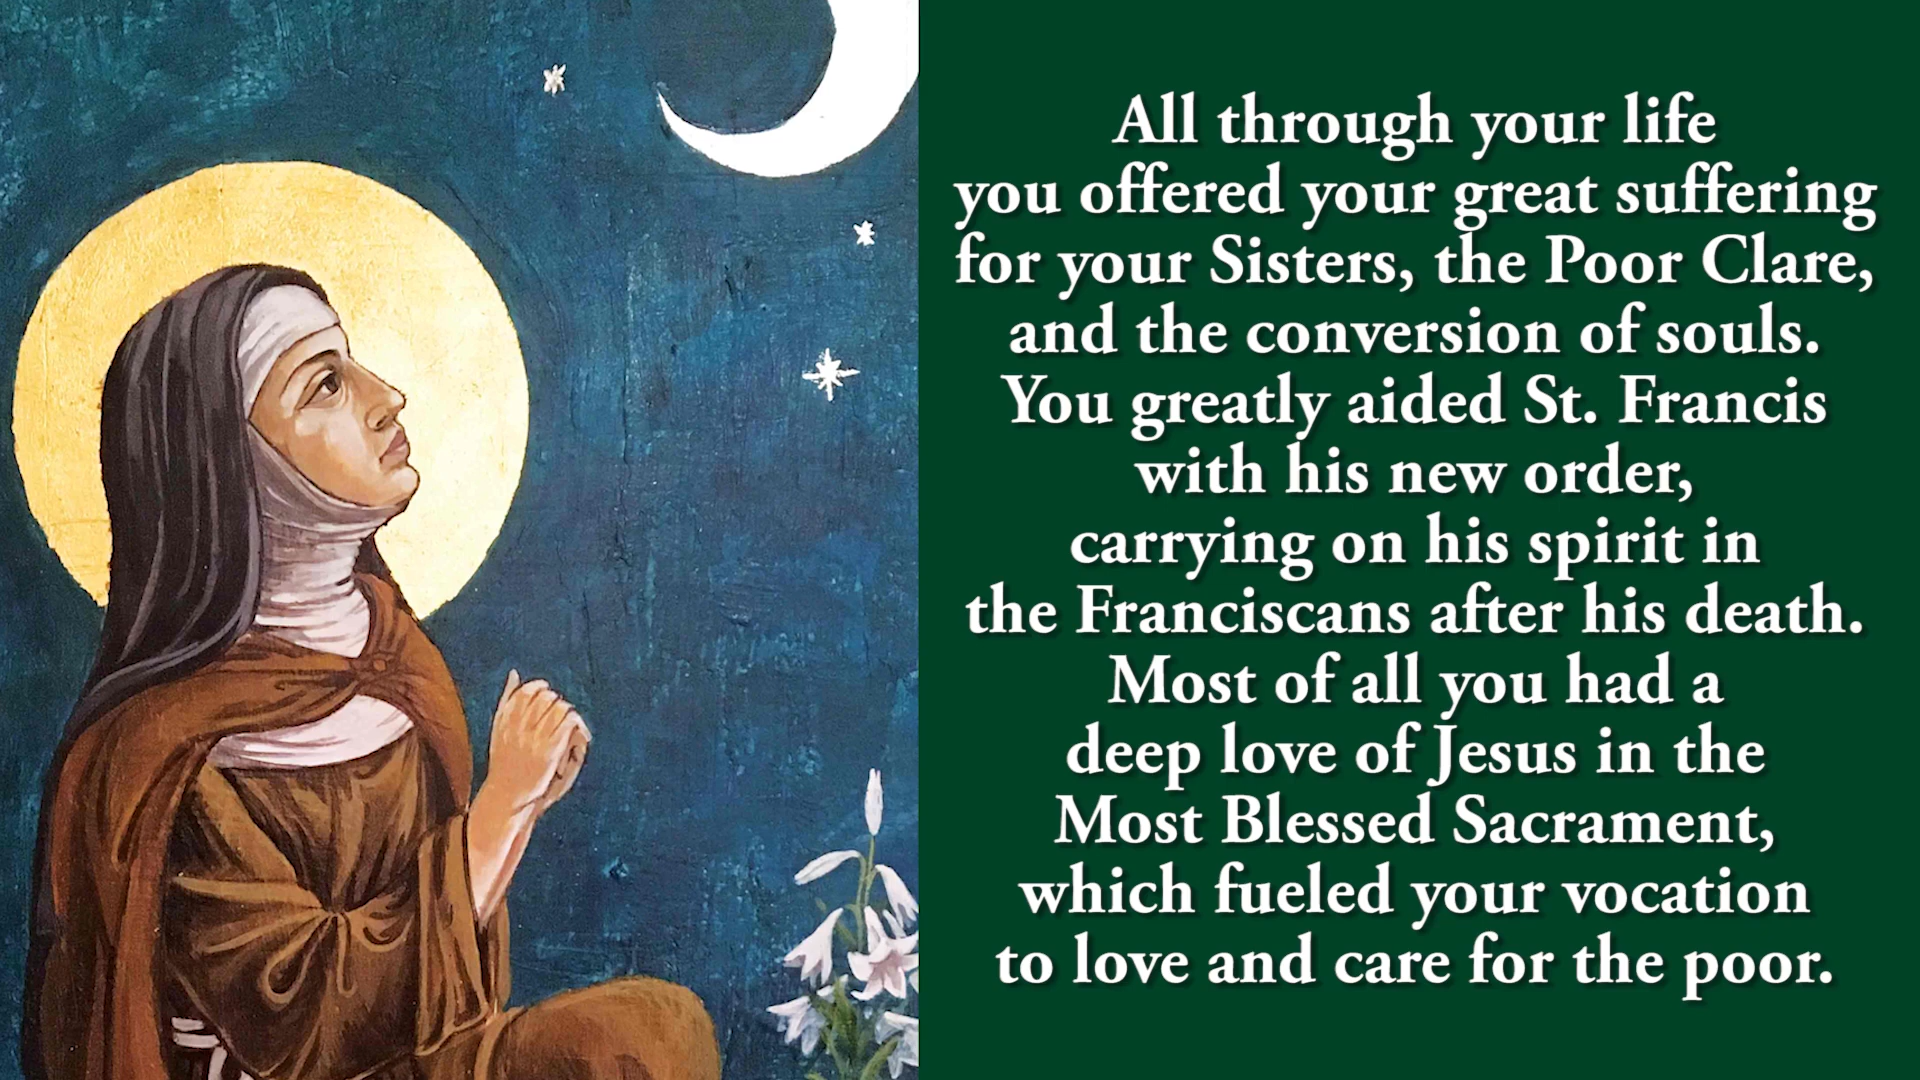 All through your life
you offered your great suffering
for your Sisters, the Poor Clare,
and the conversion of souls.
You greatly aided St. Francis
with his new order,
carrying on his spirit in
the Franciscans after his death.
Most of all you had a
deep love of Jesus in the
Most Blessed Sacrament,
which fueled your vocation
to love and care for the poor.